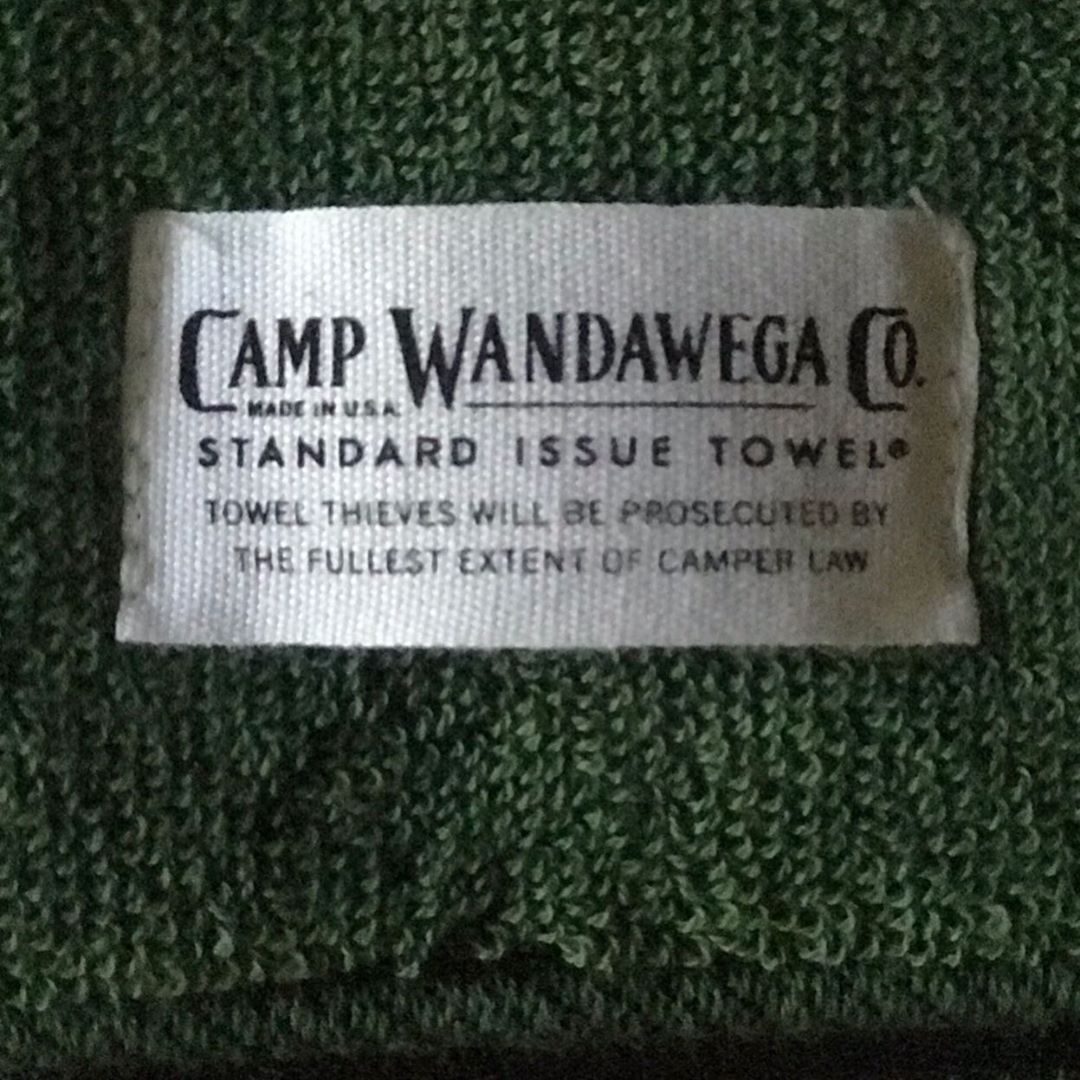 CAMP WANDAWEGA CO.
MADE IN U.S.A.
STANDARD ISSUE TOWEL®
TOWEL THIEVES WILL BE PROSECUTED BY
THE FULLEST EXTENT OF CAMPER LAW